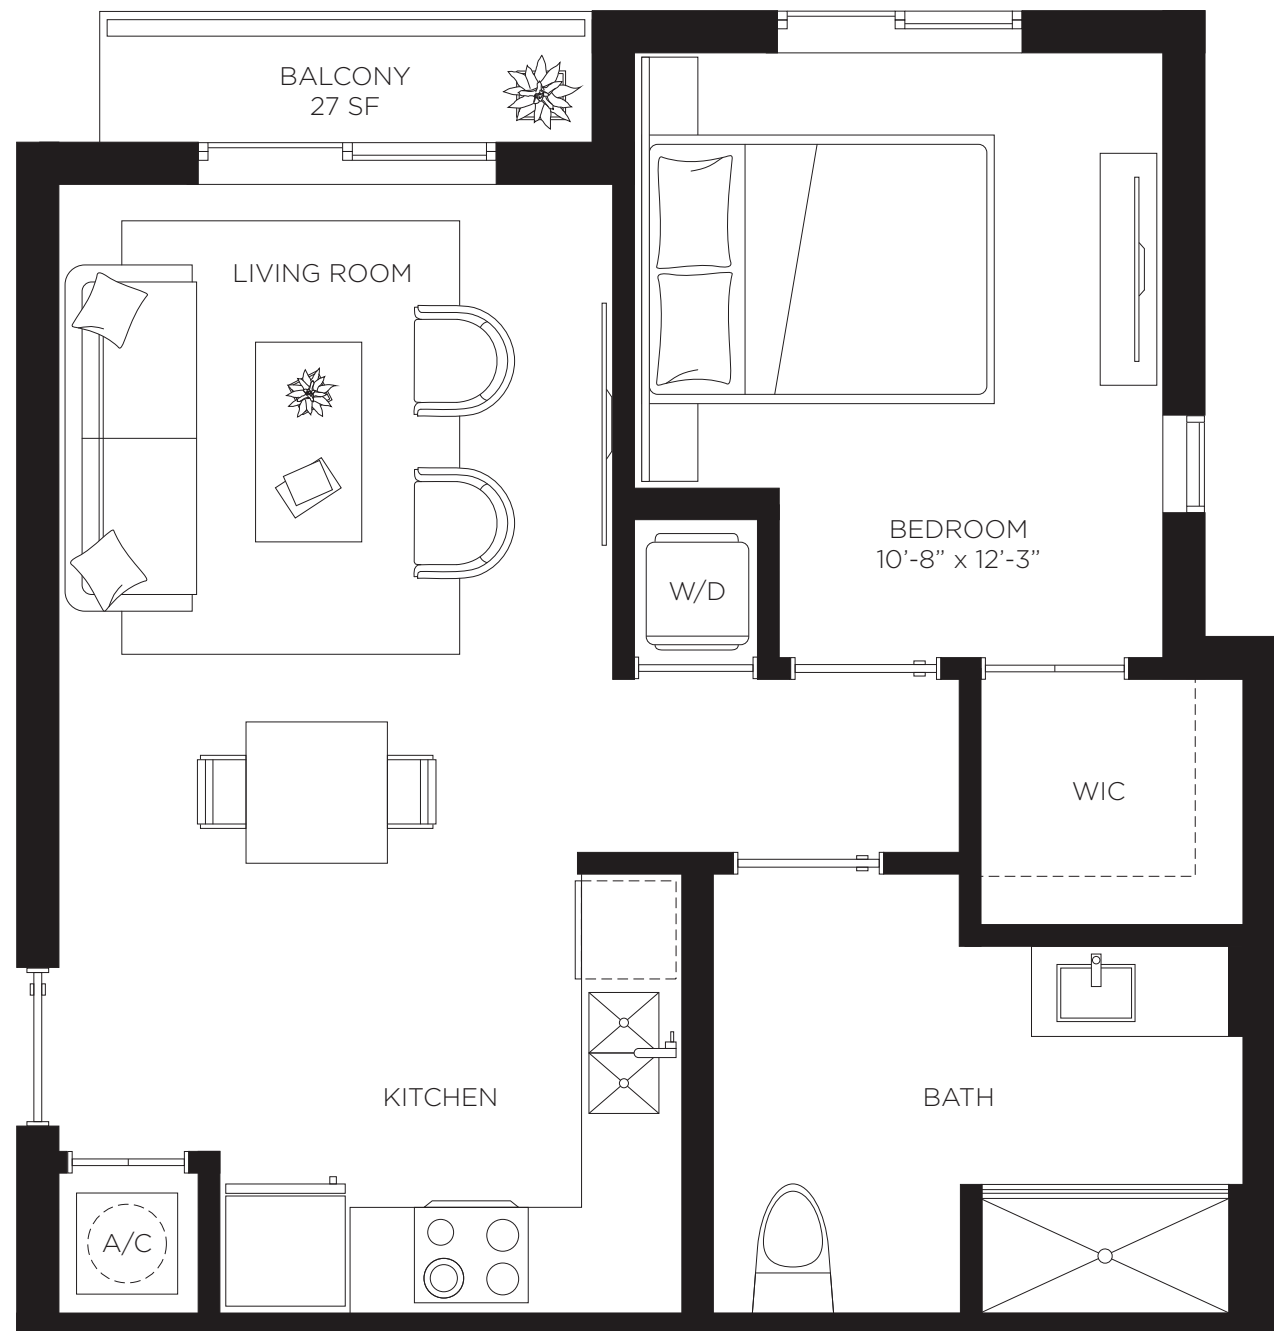 BALCONY
27 SF
LIVING ROOM
BEDROOM
10’-8” x 12’-3”
W/D
WIC
KITCHEN
BATH
A/C